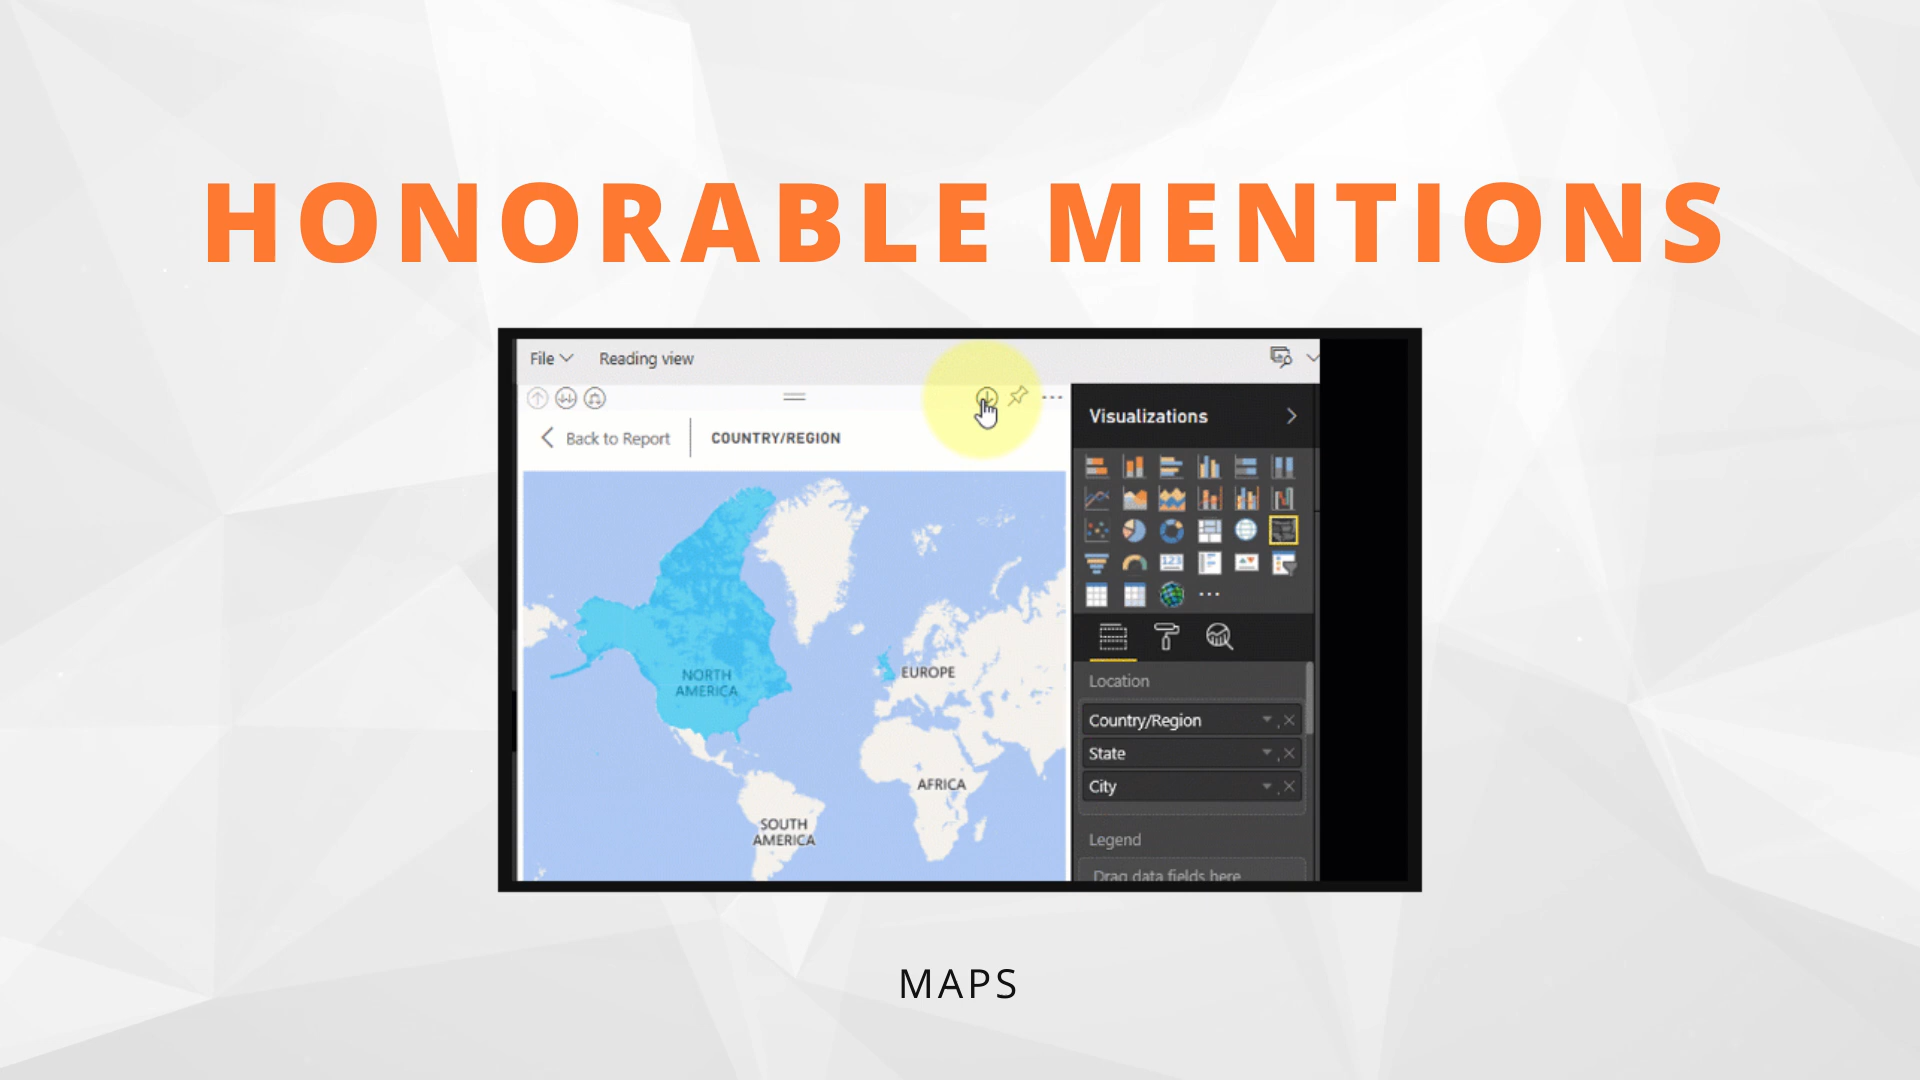 HONORABLE MENTIONS
File Reading view
Back to Report COUNTRY/REGION
NORTH
AMERICA
EUROPE
AFRICA
SOUTH
AMERICA
Visualizations
123
Location
Country/Region
State
City
Legend
Drag data fields here
MAPS